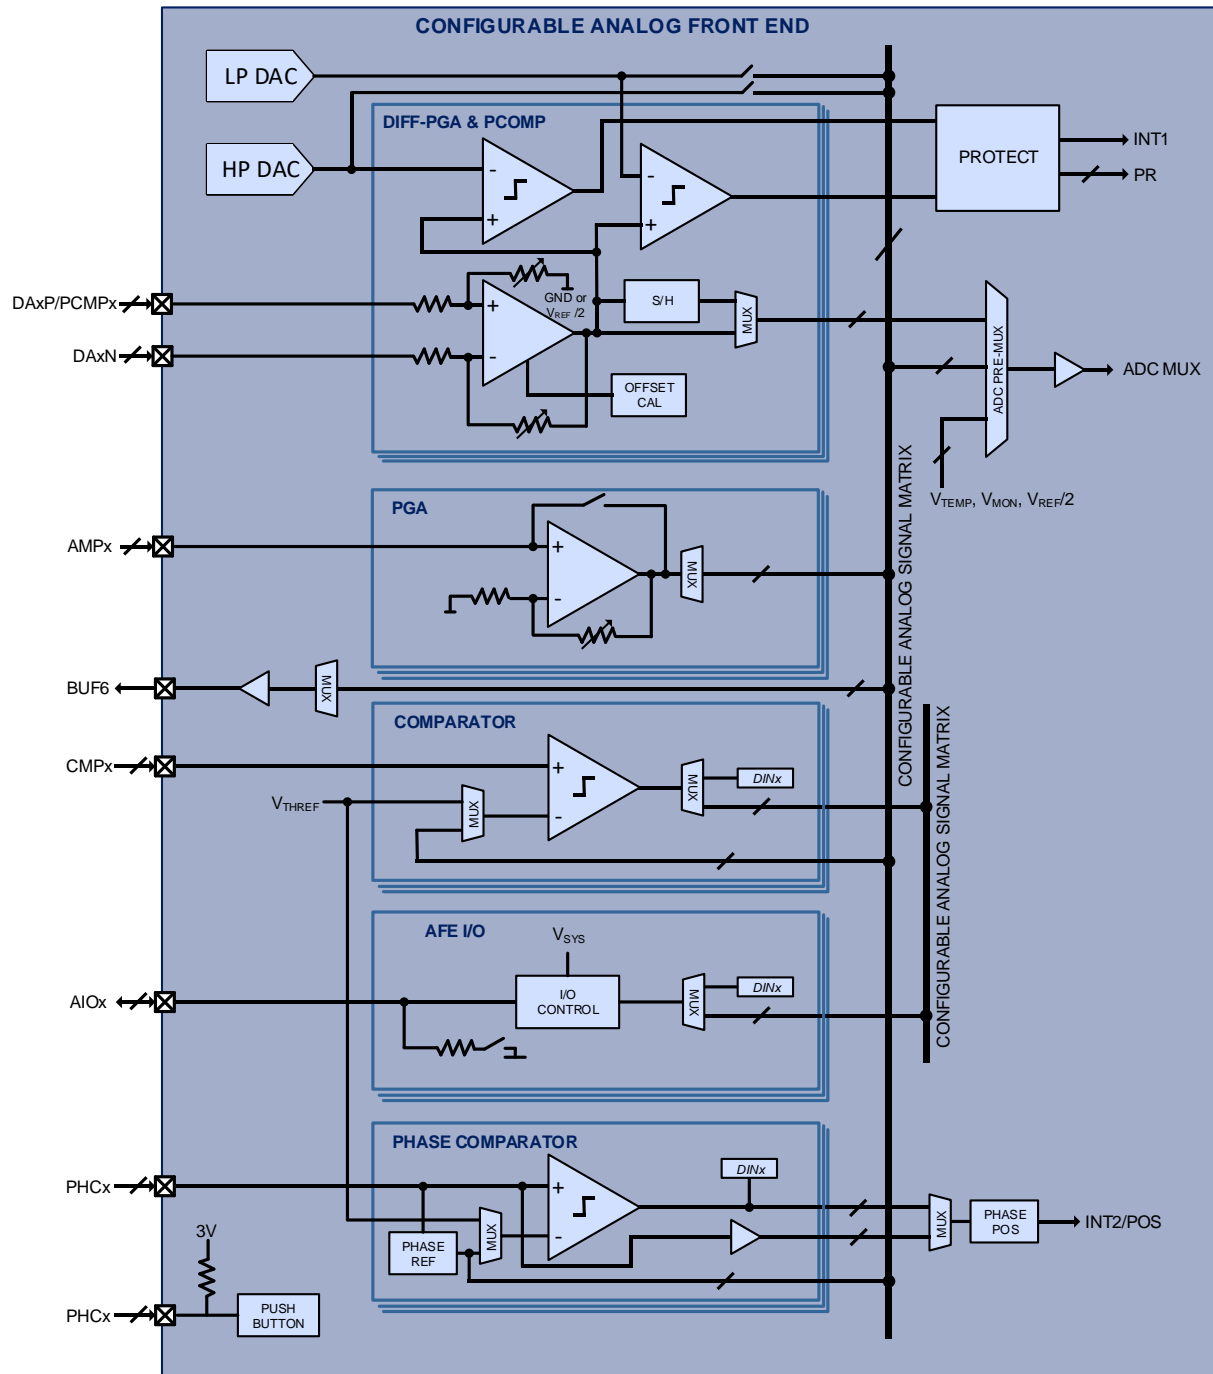 CONFIGURABLE ANALOG FRONT END
LP DAC
HP DAC
DIFF-PGA & PCOMP
-
+
-
+
PROTECT
INT1
PR
DAxP/PCMPx
DAxN
+
-
GND or
VREF /2
S/H
MUX
OFFSET
CAL
ADC PRE-MUX
ADC MUX
VTEMP, VMON, VREF/2
CONFIGURABLE ANALOG SIGNAL MATRIX
PGA
AMPx
+
-
MUX
BUF6
MUX
COMPARATOR
CMPx
VTHREF
MUX
+
-
MUX
DINx
CONFIGURABLE ANALOG SIGNAL MATRIX
AFE I/O
VSYS
AIOx
I/O
CONTROL
MUX
DINx
PHASE COMPARATOR
PHCx
PHASE
REF
MUX
+
-
DINx
MUX
PHASE
POS
INT2/POS
3V
PHCx
PUSH
BUTTON